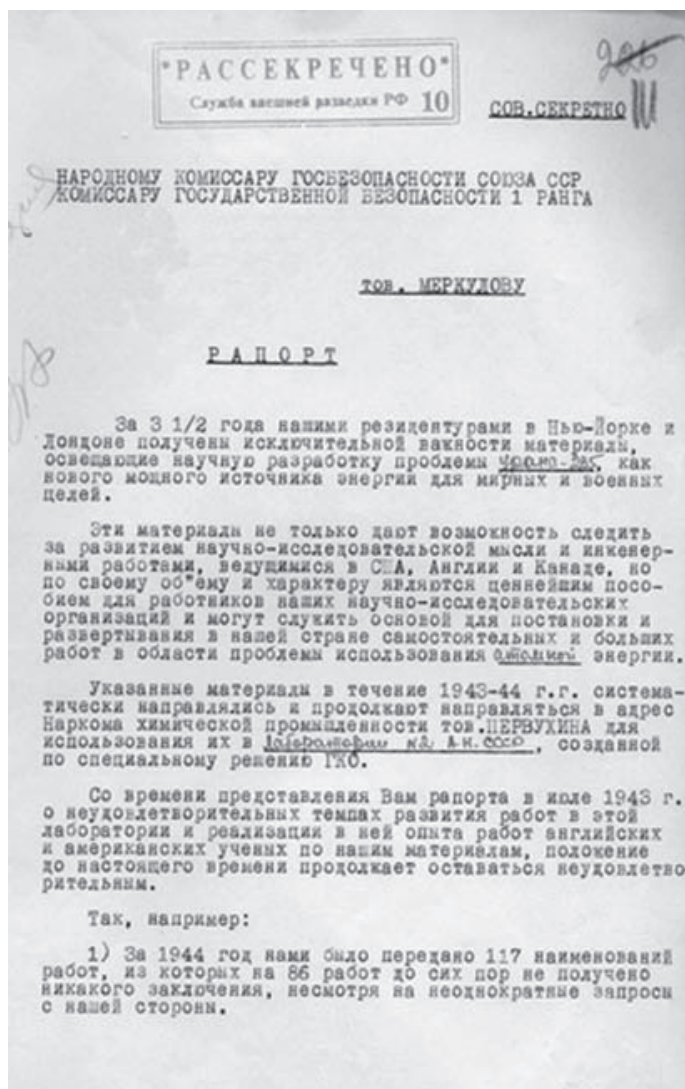 "РАССЕКРЕЧЕНО"
Служба внешней разведки РФ 10
СОВ.СЕКРЕТНО
НАРОДНОМУ КОМИССАРУ ГОСБЕЗОПАСНОСТИ СОЮЗА ССР
КОМИССАРУ ГОСУДАРСТВЕННОЙ БЕЗОПАСНОСТИ 1 РАНГА
тов. МЕРКУЛОВУ
РАПОРТ
За 3 1/2 года нашими резидентурами в Нью-Йорке и
Лондоне получены исключительной важности материалы,
освещающие научную разработку проблемы урана-235, как
нового мощного источника энергии для мирных и военных
целей.
Эти материалы не только дают возможность следить
за развитием научно-исследовательской мысли и инженер-
ными работами, ведущимися в США, Англии и Канаде, но
по своему об"ему и характеру являются ценнейшим посо-
бием для работников наших научно-исследовательских
организаций и могут служить основой для постановки и
развертывания в нашей стране самостоятельных и больших
работ в области проблемы использования атомной энергии.
Указанные материалы в течение 1943-44 г.г. система-
тически направлялись и продолжают направляться в адрес
Наркома химической промышленности тов.ПЕРВУХИНА для
использования их в лаборатории №2 А.Н.СССР, созданной
по специальному решению ГКО.
Со времени представления Вам рапорта в июле 1943 г.
о неудовлетворительных темпах развития работ в этой
лаборатории и реализации в ней опыта работ английских
и американских ученых по нашим материалам, положение
до настоящего времени продолжает оставаться неудовлетво
рительным.
Так, например:
1) За 1944 год нами было передано 117 наименований
работ, из которых на 86 работ до сих пор не получено
никакого заключения, несмотря на неоднократные запросы
с нашей стороны.